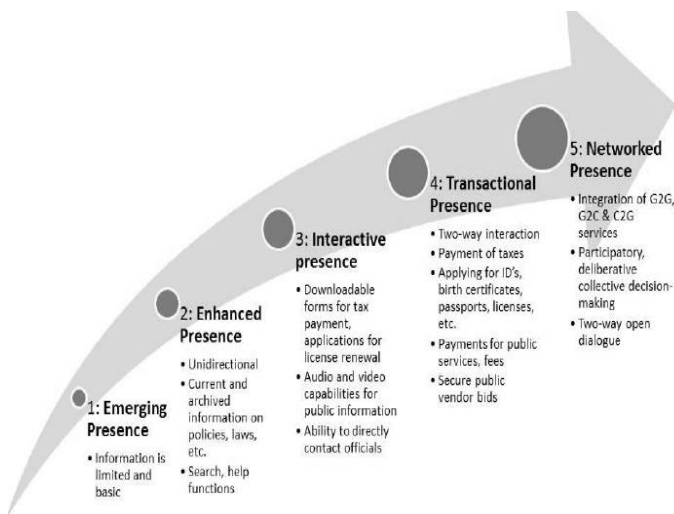 1: Emerging
Presence
• Information is
limited and
basic
2: Enhanced
Presence
• Unidirectional
• Current and
archived
information on
policies, laws,
etc.
• Search, help
functions
3: Interactive
presence
• Downloadable
forms for tax
payment,
applications for
license renewal
• Audio and video
capabilities for
public information
• Ability to directly
contact officials
4: Transactional
Presence
• Two-way interaction
• Payment of taxes
• Applying for ID's,
birth certificates,
passports, licenses,
etc.
• Payments for public
services, fees
• Secure public
vendor bids
5: Networked
Presence
• Integration of G2G,
G2C & C2G
services
• Participatory,
deliberative
collective decision-
making
• Two-way open
dialogue